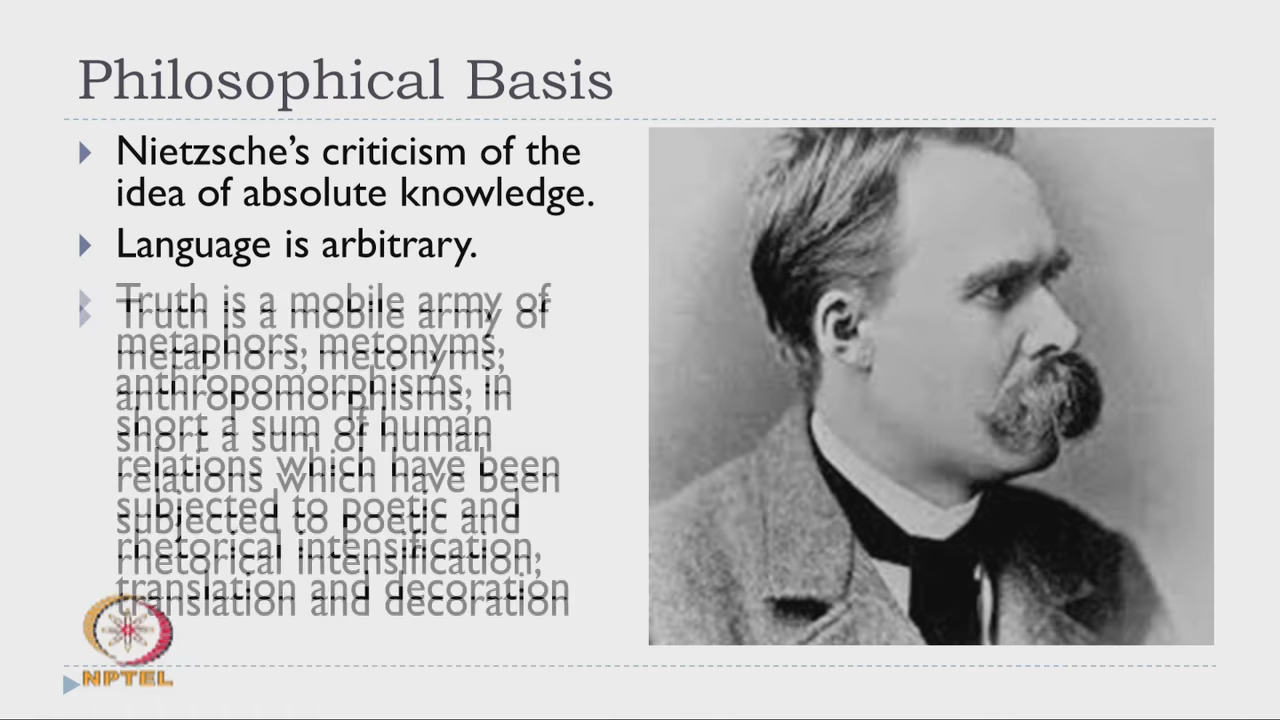 Philosophical Basis
Nietzsche's criticism of the
idea of absolute knowledge.
Language is arbitrary.
Truth is a mobile army of
metaphors, metonyms,
anthropomorphisms, in
short a sum of human
relations which have been
subjected to poetic and
rhetorical intensification,
translation and decoration
NPTEL